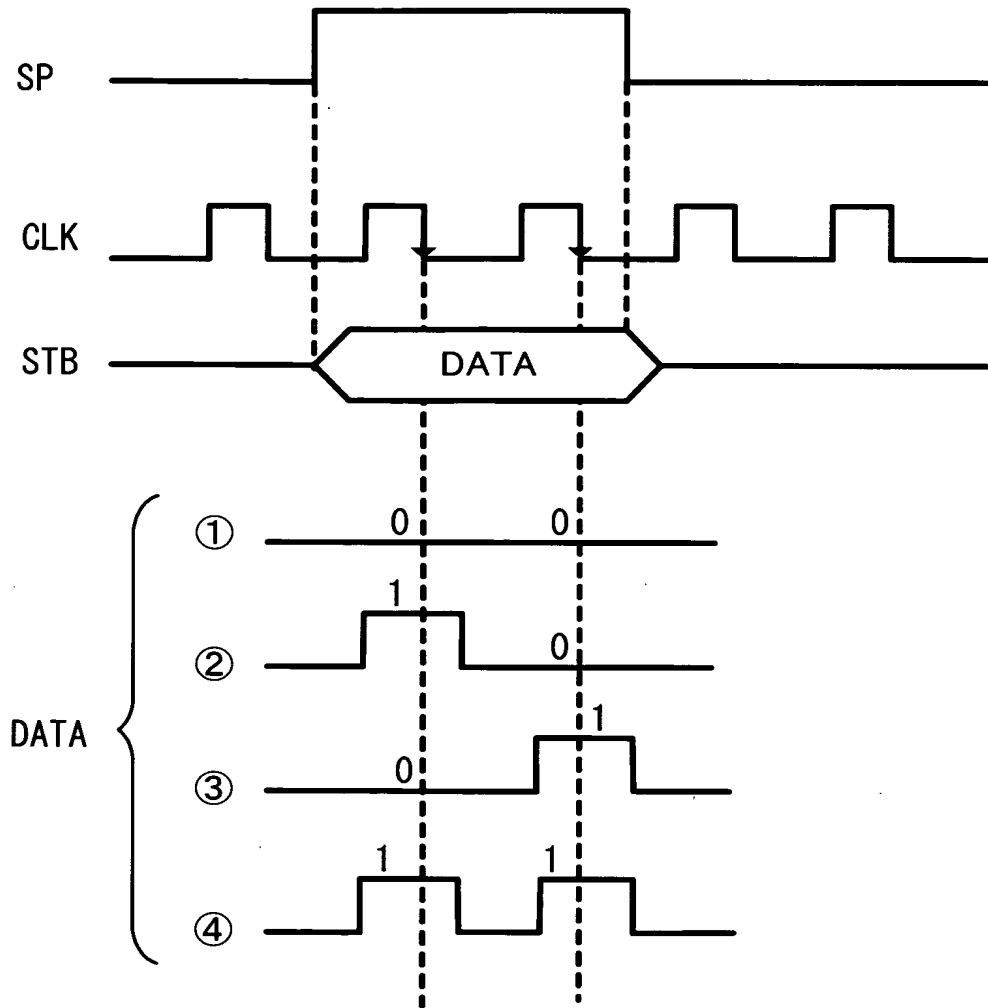 SP
CLK
STB
DATA
DATA
① 0 0
② 1 0
③ 0 1
④ 1 1